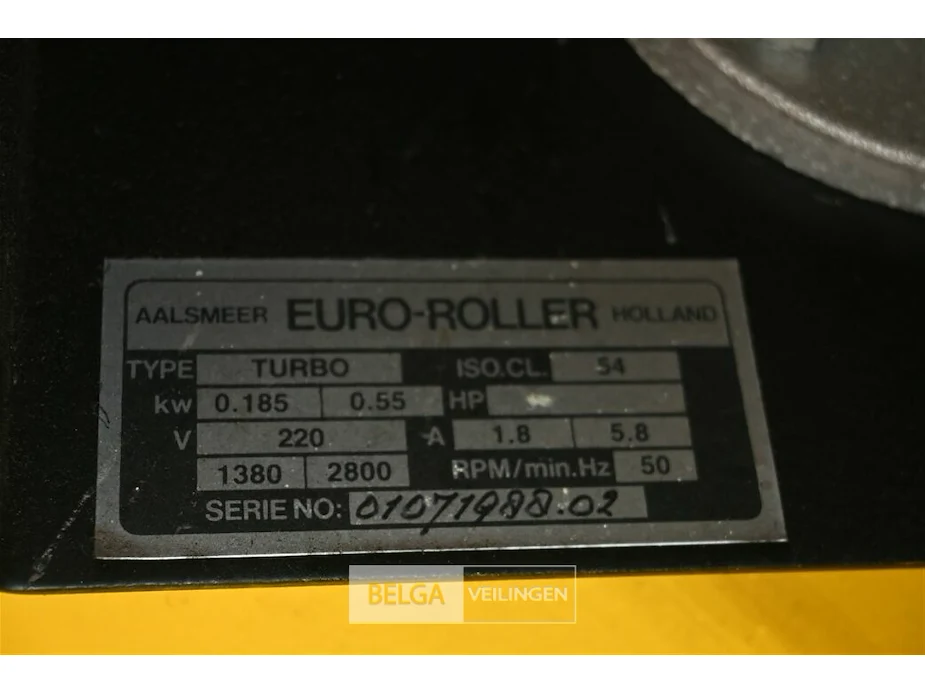 AALSMEER EURO-ROLLER HOLLAND
TYPE TURBO ISO.CL. 54
kw 0.185 0.55 HP
V 220 A 1.8 5.8
1380 2800 RPM/min.Hz 50
SERIE NO: 01071988.02
BELGA VEILINGEN